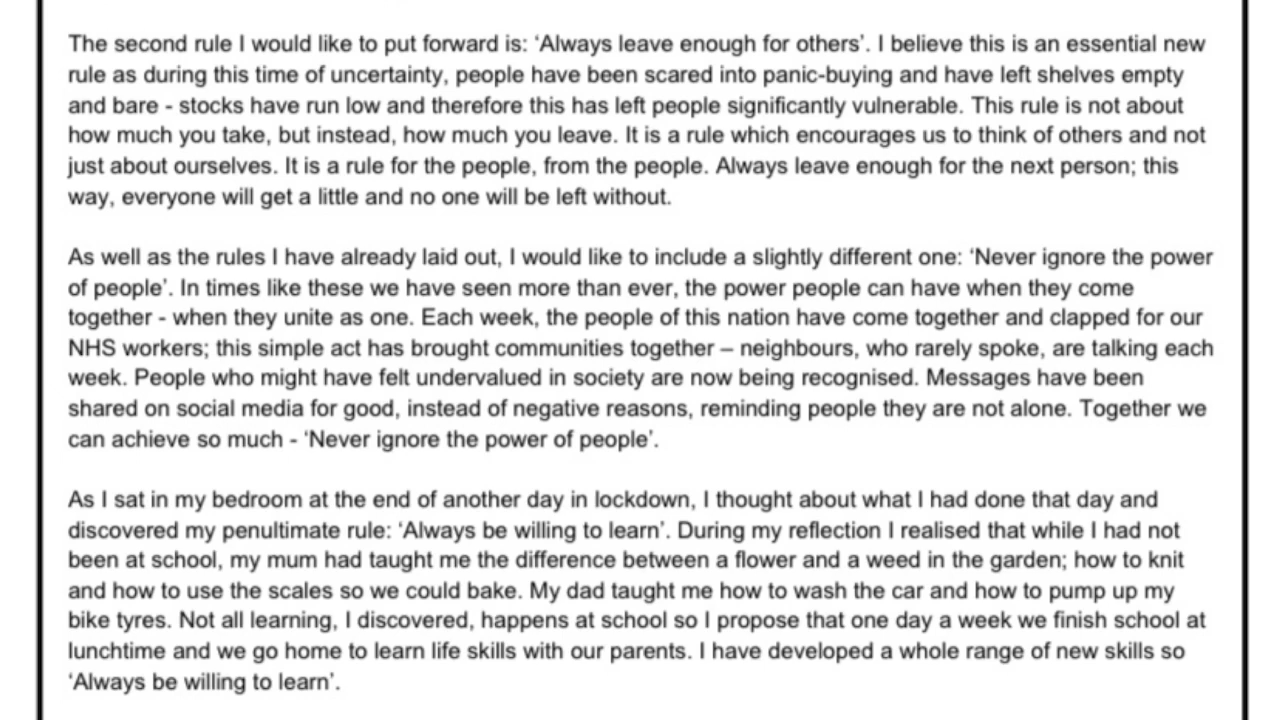 The second rule I would like to put forward is: ‘Always leave enough for others’. I believe this is an essential new
rule as during this time of uncertainty, people have been scared into panic-buying and have left shelves empty
and bare - stocks have run low and therefore this has left people significantly vulnerable. This rule is not about
how much you take, but instead, how much you leave. It is a rule which encourages us to think of others and not
just about ourselves. It is a rule for the people, from the people. Always leave enough for the next person; this
way, everyone will get a little and no one will be left without.
As well as the rules I have already laid out, I would like to include a slightly different one: ‘Never ignore the power
of people’. In times like these we have seen more than ever, the power people can have when they come
together - when they unite as one. Each week, the people of this nation have come together and clapped for our
NHS workers; this simple act has brought communities together – neighbours, who rarely spoke, are talking each
week. People who might have felt undervalued in society are now being recognised. Messages have been
shared on social media for good, instead of negative reasons, reminding people they are not alone. Together we
can achieve so much - ‘Never ignore the power of people’.
As I sat in my bedroom at the end of another day in lockdown, I thought about what I had done that day and
discovered my penultimate rule: ‘Always be willing to learn’. During my reflection I realised that while I had not
been at school, my mum had taught me the difference between a flower and a weed in the garden; how to knit
and how to use the scales so we could bake. My dad taught me how to wash the car and how to pump up my
bike tyres. Not all learning, I discovered, happens at school so I propose that one day a week we finish school at
lunchtime and we go home to learn life skills with our parents. I have developed a whole range of new skills so
‘Always be willing to learn’.